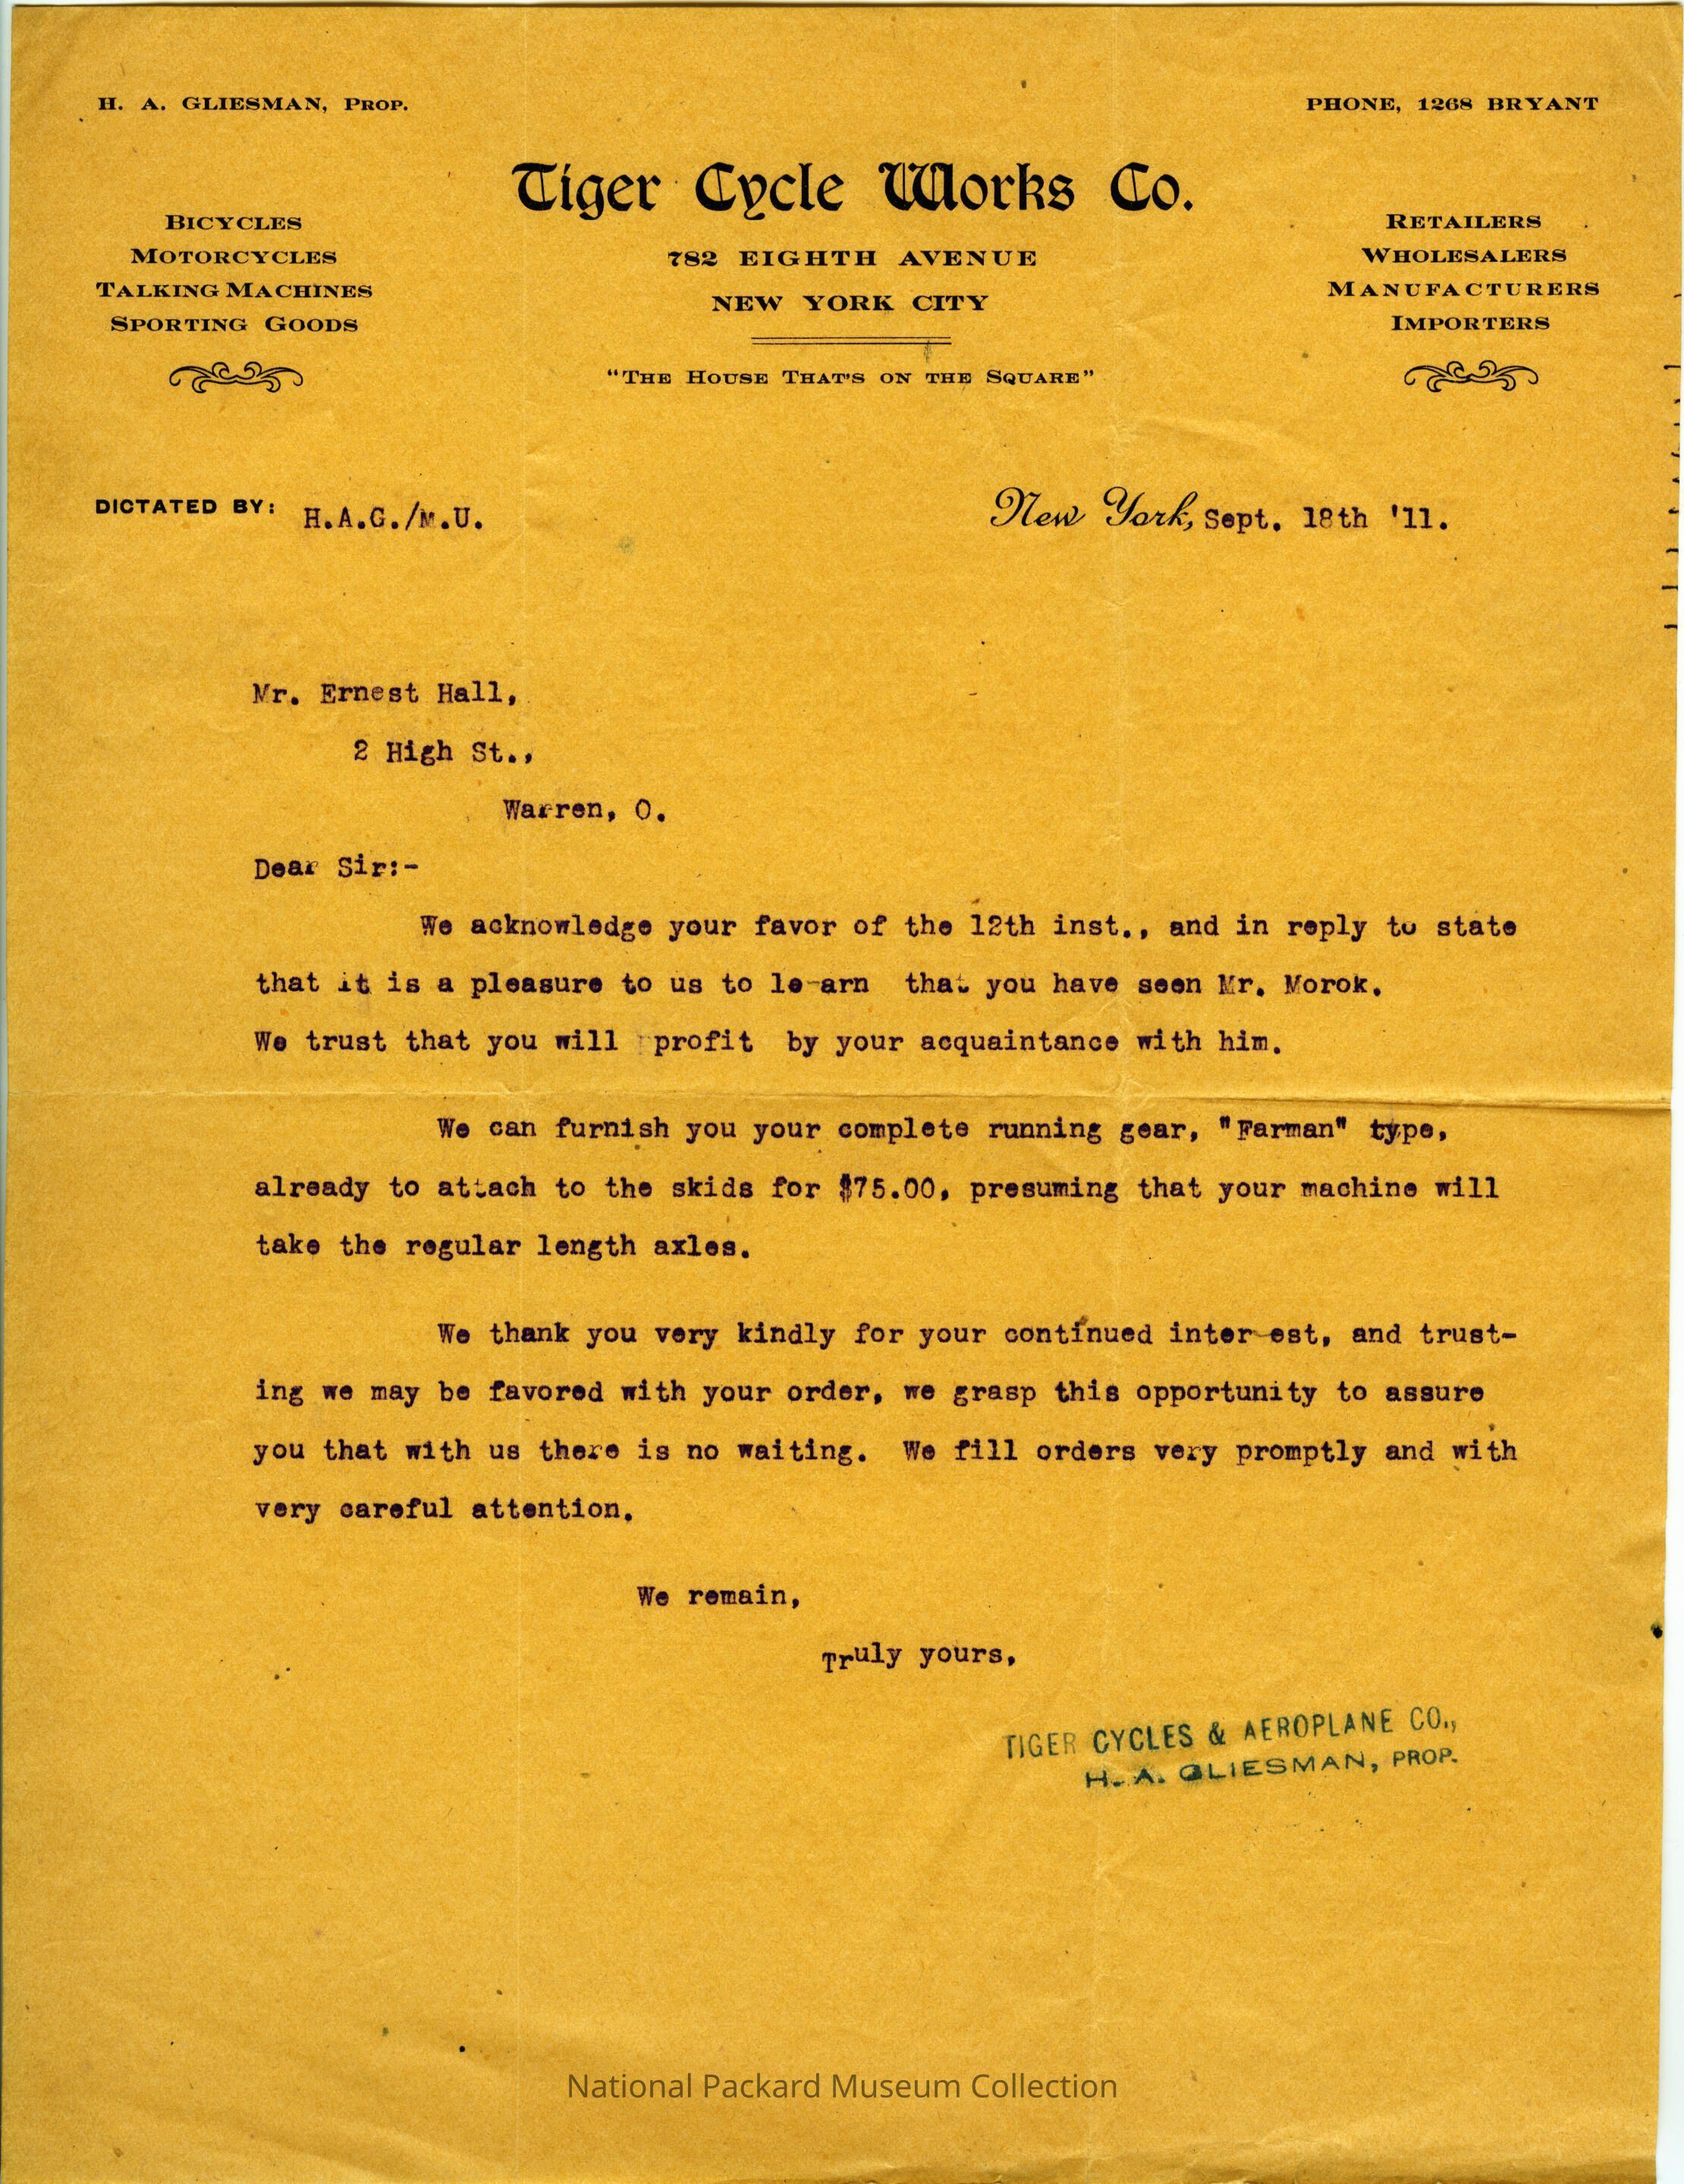 H. A. GLIESMAN, PROP.
PHONE, 1268 BRYANT
Tiger Cycle Works Co.
782 EIGHTH AVENUE
NEW YORK CITY
"THE HOUSE THAT'S ON THE SQUARE"
BICYCLES
MOTORCYCLES
TALKING MACHINES
SPORTING GOODS
RETAILERS
WHOLESALERS
MANUFACTURERS
IMPORTERS
DICTATED BY: H.A.G./M.U.
New York, Sept. 18th '11.
Mr. Ernest Hall,
2 High St.,
Warren, O.
Dear Sir:-
We acknowledge your favor of the 12th inst., and in reply to state
that it is a pleasure to us to le-arn that you have seen Mr. Morok.
We trust that you will profit by your acquaintance with him.
We can furnish you your complete running gear, "Farman" type,
already to attach to the skids for $75.00, presuming that your machine will
take the regular length axles.
We thank you very kindly for your continued inter-est, and trust-
ing we may be favored with your order, we grasp this opportunity to assure
you that with us there is no waiting. We fill orders very promptly and with
very careful attention.
We remain,
Truly yours,
TIGER CYCLES & AEROPLANE CO.,
H. A. GLIESMAN, PROP.
National Packard Museum Collection